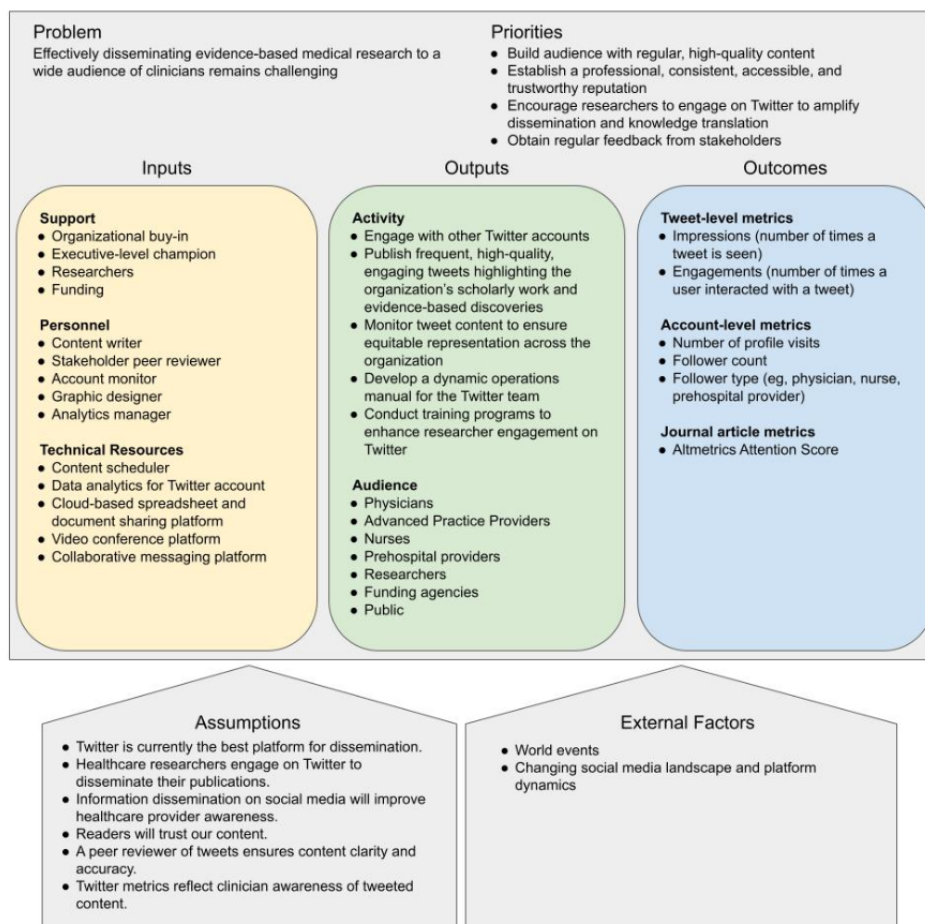 Problem
Effectively disseminating evidence-based medical research to a
wide audience of clinicians remains challenging
Priorities
● Build audience with regular, high-quality content
● Establish a professional, consistent, accessible, and
trustworthy reputation
● Encourage researchers to engage on Twitter to amplify
dissemination and knowledge translation
● Obtain regular feedback from stakeholders
Inputs
Support
● Organizational buy-in
● Executive-level champion
● Researchers
● Funding
Personnel
● Content writer
● Stakeholder peer reviewer
● Account monitor
● Graphic designer
● Analytics manager
Technical Resources
● Content scheduler
● Data analytics for Twitter account
● Cloud-based spreadsheet and
document sharing platform
● Video conference platform
● Collaborative messaging platform
Outputs
Activity
● Engage with other Twitter accounts
● Publish frequent, high-quality,
engaging tweets highlighting the
organization's scholarly work and
evidence-based discoveries
● Monitor tweet content to ensure
equitable representation across the
organization
● Develop a dynamic operations
manual for the Twitter team
● Conduct training programs to
enhance researcher engagement on
Twitter
Audience
● Physicians
● Advanced Practice Providers
● Nurses
● Prehospital providers
● Researchers
● Funding agencies
● Public
Outcomes
Tweet-level metrics
● Impressions (number of times a
tweet is seen)
● Engagements (number of times a
user interacted with a tweet)
Account-level metrics
● Number of profile visits
● Follower count
● Follower type (eg, physician, nurse,
prehospital provider)
Journal article metrics
● Altmetrics Attention Score
Assumptions
● Twitter is currently the best platform for dissemination.
● Healthcare researchers engage on Twitter to
disseminate their publications.
● Information dissemination on social media will improve
healthcare provider awareness.
● Readers will trust our content.
● A peer reviewer of tweets ensures content clarity and
accuracy.
● Twitter metrics reflect clinician awareness of tweeted
content.
External Factors
● World events
● Changing social media landscape and platform
dynamics